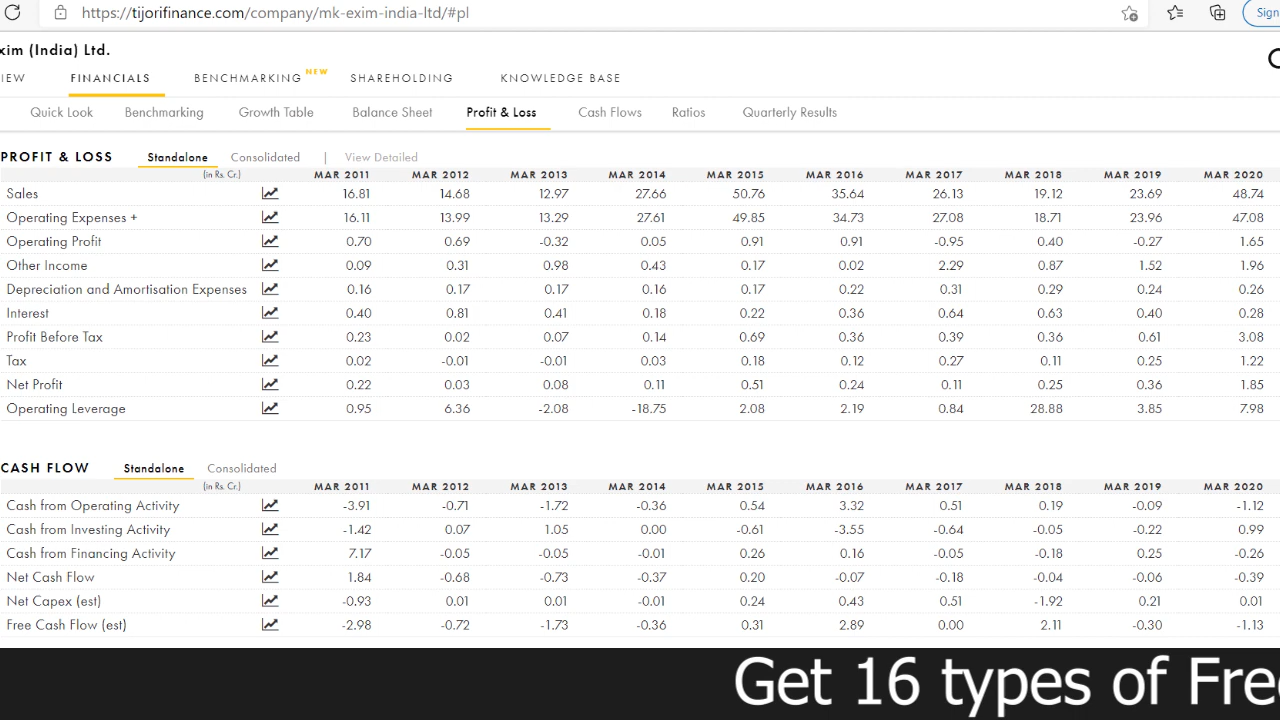 https://tijorifinance.com/company/mk-exim-india-ltd/#pl
Sign
xim (India) Ltd.
IEW FINANCIALS BENCHMARKING NEW SHAREHOLDING KNOWLEDGE BASE
Quick Look Benchmarking Growth Table Balance Sheet Profit & Loss Cash Flows Ratios Quarterly Results
PROFIT & LOSS Standalone Consolidated | View Detailed
(in Rs. Cr.) MAR 2011 MAR 2012 MAR 2013 MAR 2014 MAR 2015 MAR 2016 MAR 2017 MAR 2018 MAR 2019 MAR 2020
Sales 16.81 14.68 12.97 27.66 50.76 35.64 26.13 19.12 23.69 48.74
Operating Expenses + 16.11 13.99 13.29 27.61 49.85 34.73 27.08 18.71 23.96 47.08
Operating Profit 0.70 0.69 -0.32 0.05 0.91 0.91 -0.95 0.40 -0.27 1.65
Other Income 0.09 0.31 0.98 0.43 0.17 0.02 2.29 0.87 1.52 1.96
Depreciation and Amortisation Expenses 0.16 0.17 0.17 0.16 0.17 0.22 0.31 0.29 0.24 0.26
Interest 0.40 0.81 0.41 0.18 0.22 0.36 0.64 0.63 0.40 0.28
Profit Before Tax 0.23 0.02 0.07 0.14 0.69 0.36 0.39 0.36 0.61 3.08
Tax 0.02 -0.01 -0.01 0.03 0.18 0.12 0.27 0.11 0.25 1.22
Net Profit 0.22 0.03 0.08 0.11 0.51 0.24 0.11 0.25 0.36 1.85
Operating Leverage 0.95 6.36 -2.08 -18.75 2.08 2.19 0.84 28.88 3.85 7.98
CASH FLOW Standalone Consolidated
(in Rs. Cr.) MAR 2011 MAR 2012 MAR 2013 MAR 2014 MAR 2015 MAR 2016 MAR 2017 MAR 2018 MAR 2019 MAR 2020
Cash from Operating Activity -3.91 -0.71 -1.72 -0.36 0.54 3.32 0.51 0.19 -0.09 -1.12
Cash from Investing Activity -1.42 0.07 1.05 0.00 -0.61 -3.55 -0.64 -0.05 -0.22 0.99
Cash from Financing Activity 7.17 -0.05 -0.05 -0.01 0.26 0.16 -0.05 -0.18 0.25 -0.26
Net Cash Flow 1.84 -0.68 -0.73 -0.37 0.20 -0.07 -0.18 -0.04 -0.06 -0.39
Net Capex (est) -0.93 0.01 0.01 -0.01 0.24 0.43 0.51 -1.92 0.21 0.01
Free Cash Flow (est) -2.98 -0.72 -1.73 -0.36 0.31 2.89 0.00 2.11 -0.30 -1.13
Get 16 types of Free